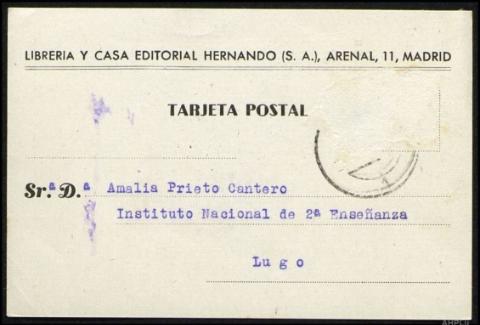 LIBRERIA Y CASA EDITORIAL HERNANDO (S. A.), ARENAL, 11, MADRID
TARJETA POSTAL
Sr.ª D.ª Amalia Prieto Cantero
Instituto Nacional de 2ª Enseñanza
Lugo